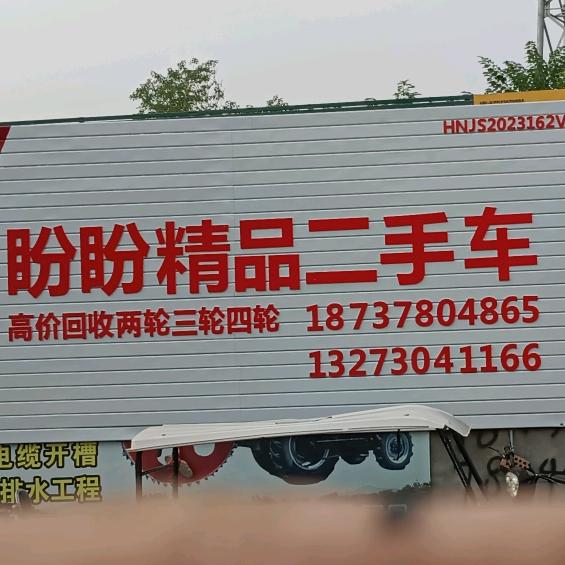 HNJS2023162V
盼盼精品二手车
高价回收两轮三轮四轮 18737804865
13273041166
电缆开槽
排水工程